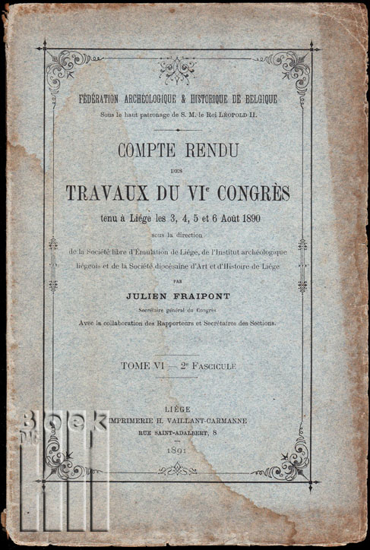 FÉDÉRATION ARCHÉOLOGIQUE & HISTORIQUE DE BELGIQUE
Sous le haut patronage de S. M. le Roi LÉOPOLD II.
COMPTE RENDU
DES
TRAVAUX DU VIe CONGRÈS
tenu à Liége les 3, 4, 5 et 6 Août 1890
sous la direction
de la Société libre d'Émulation de Liége, de l'Institut archéologique
liégeois et de la Société diocésaine d'Art et d'Histoire de Liége
PAR
JULIEN FRAIPONT
Secrétaire général du Congrès
Avec la collaboration des Rapporteurs et Secrétaires des Sections.
TOME VI — 2e FASCICULE
LIÉGE
IMPRIMERIE H. VAILLANT-CARMANNE
RUE SAINT-ADALBERT, 8
1891